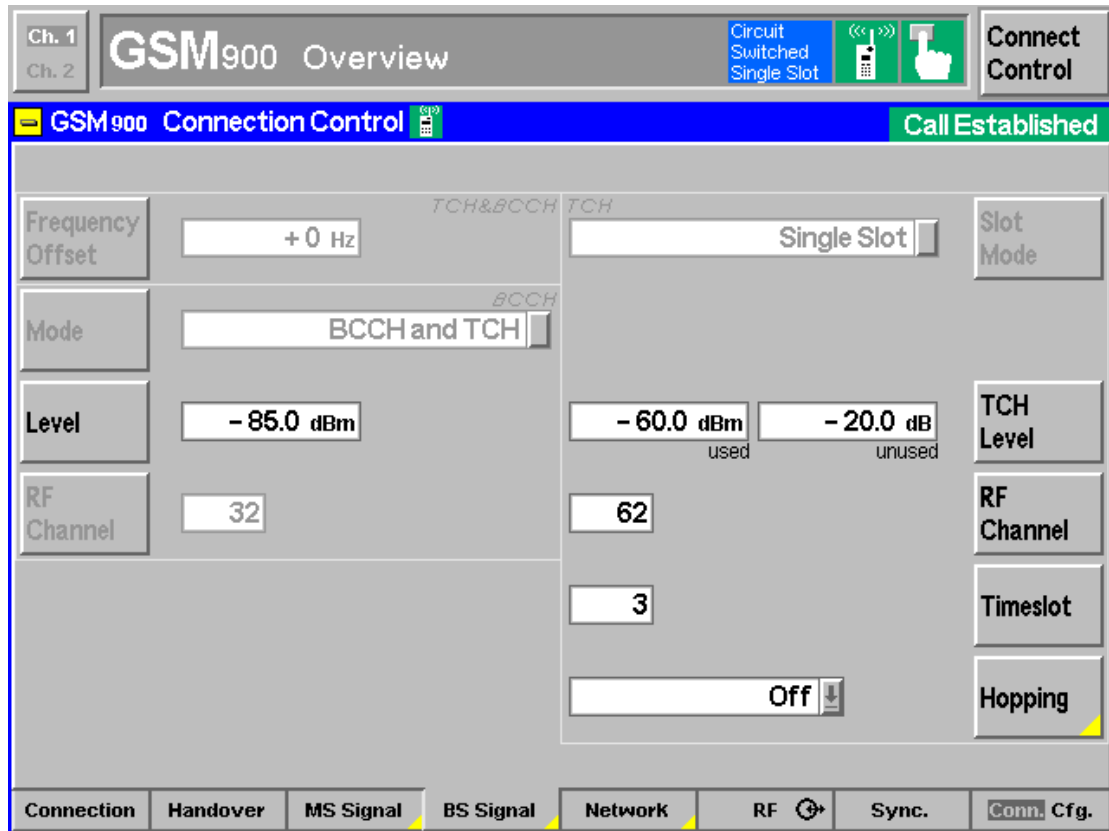 Ch. 1
Ch. 2
GSM900 Overview
Circuit
Switched
Single Slot
Connect
Control
GSM 900 Connection Control
Call Established
TCH&BCCH
TCH
Frequency
Offset
+ 0 Hz
Single Slot
Slot
Mode
BCCH
Mode
BCCH and TCH
Level
– 85.0 dBm
– 60.0 dBm
used
– 20.0 dB
unused
TCH
Level
RF
Channel
32
62
RF
Channel
3
Timeslot
Off
Hopping
Connection
Handover
MS Signal
BS Signal
Network
RF
Sync.
Conn. Cfg.